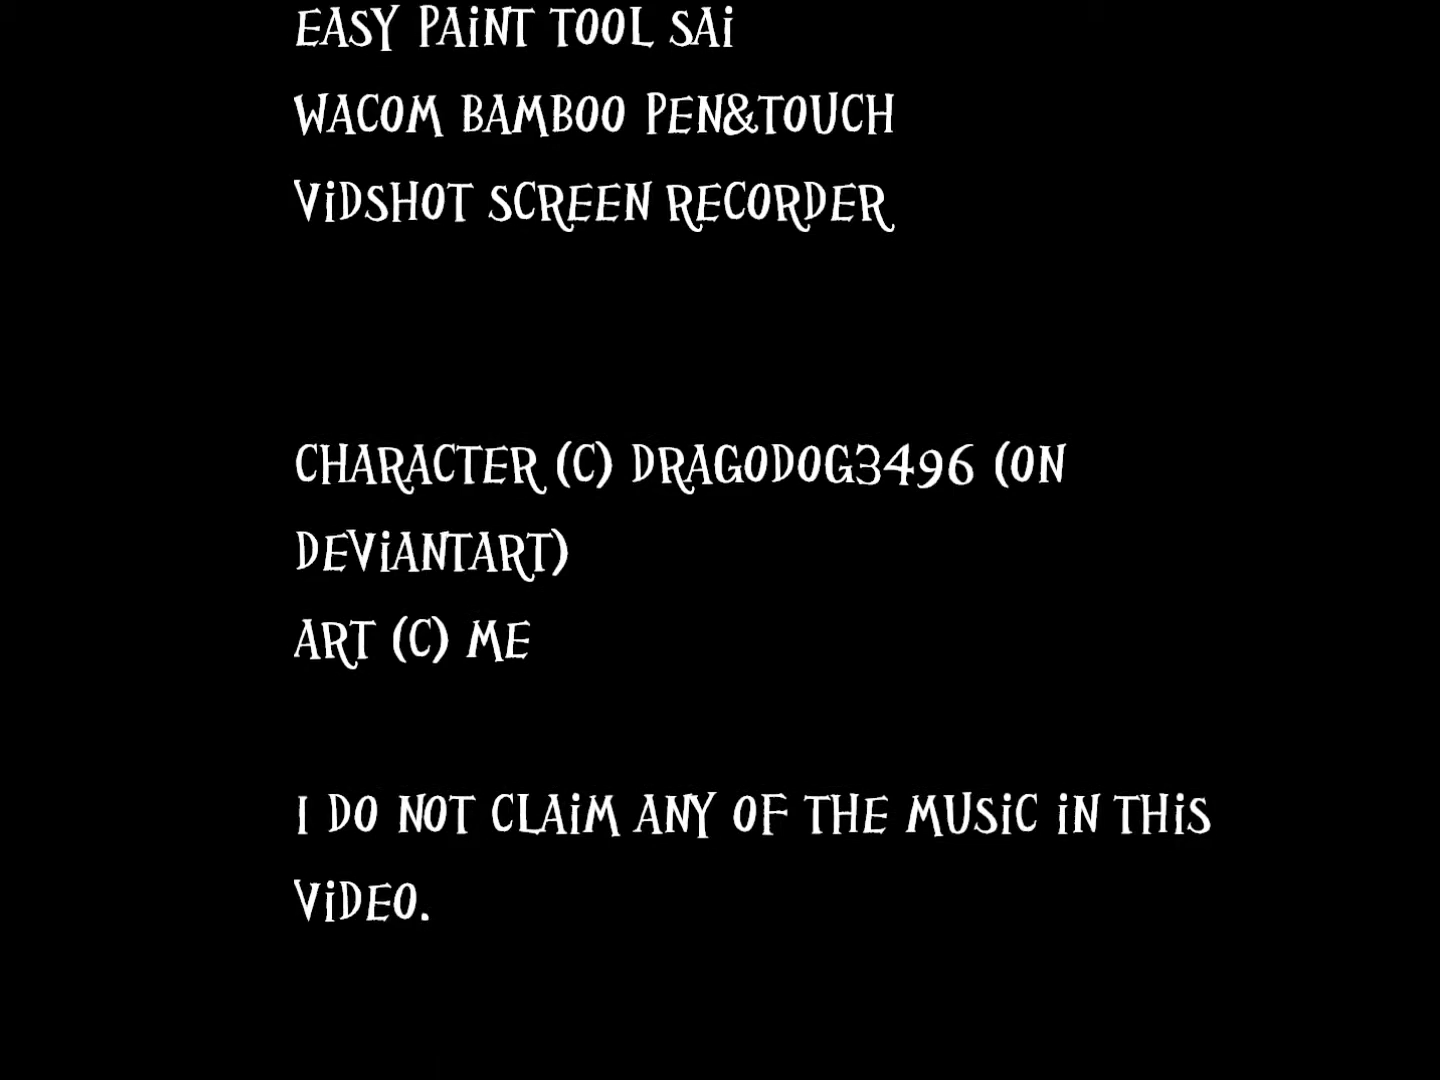 EASY PAiNT TOOL SAi
WACOM BAMBOO PEN&TOUCH
ViDSHOT SCREEN RECORDER
CHARACTER (C) DRAGODOG3496 (ON
DEViANTART)
ART (C) ME
I DO NOT CLAiM ANY OF THE MUSiC iN THiS
ViDEO.